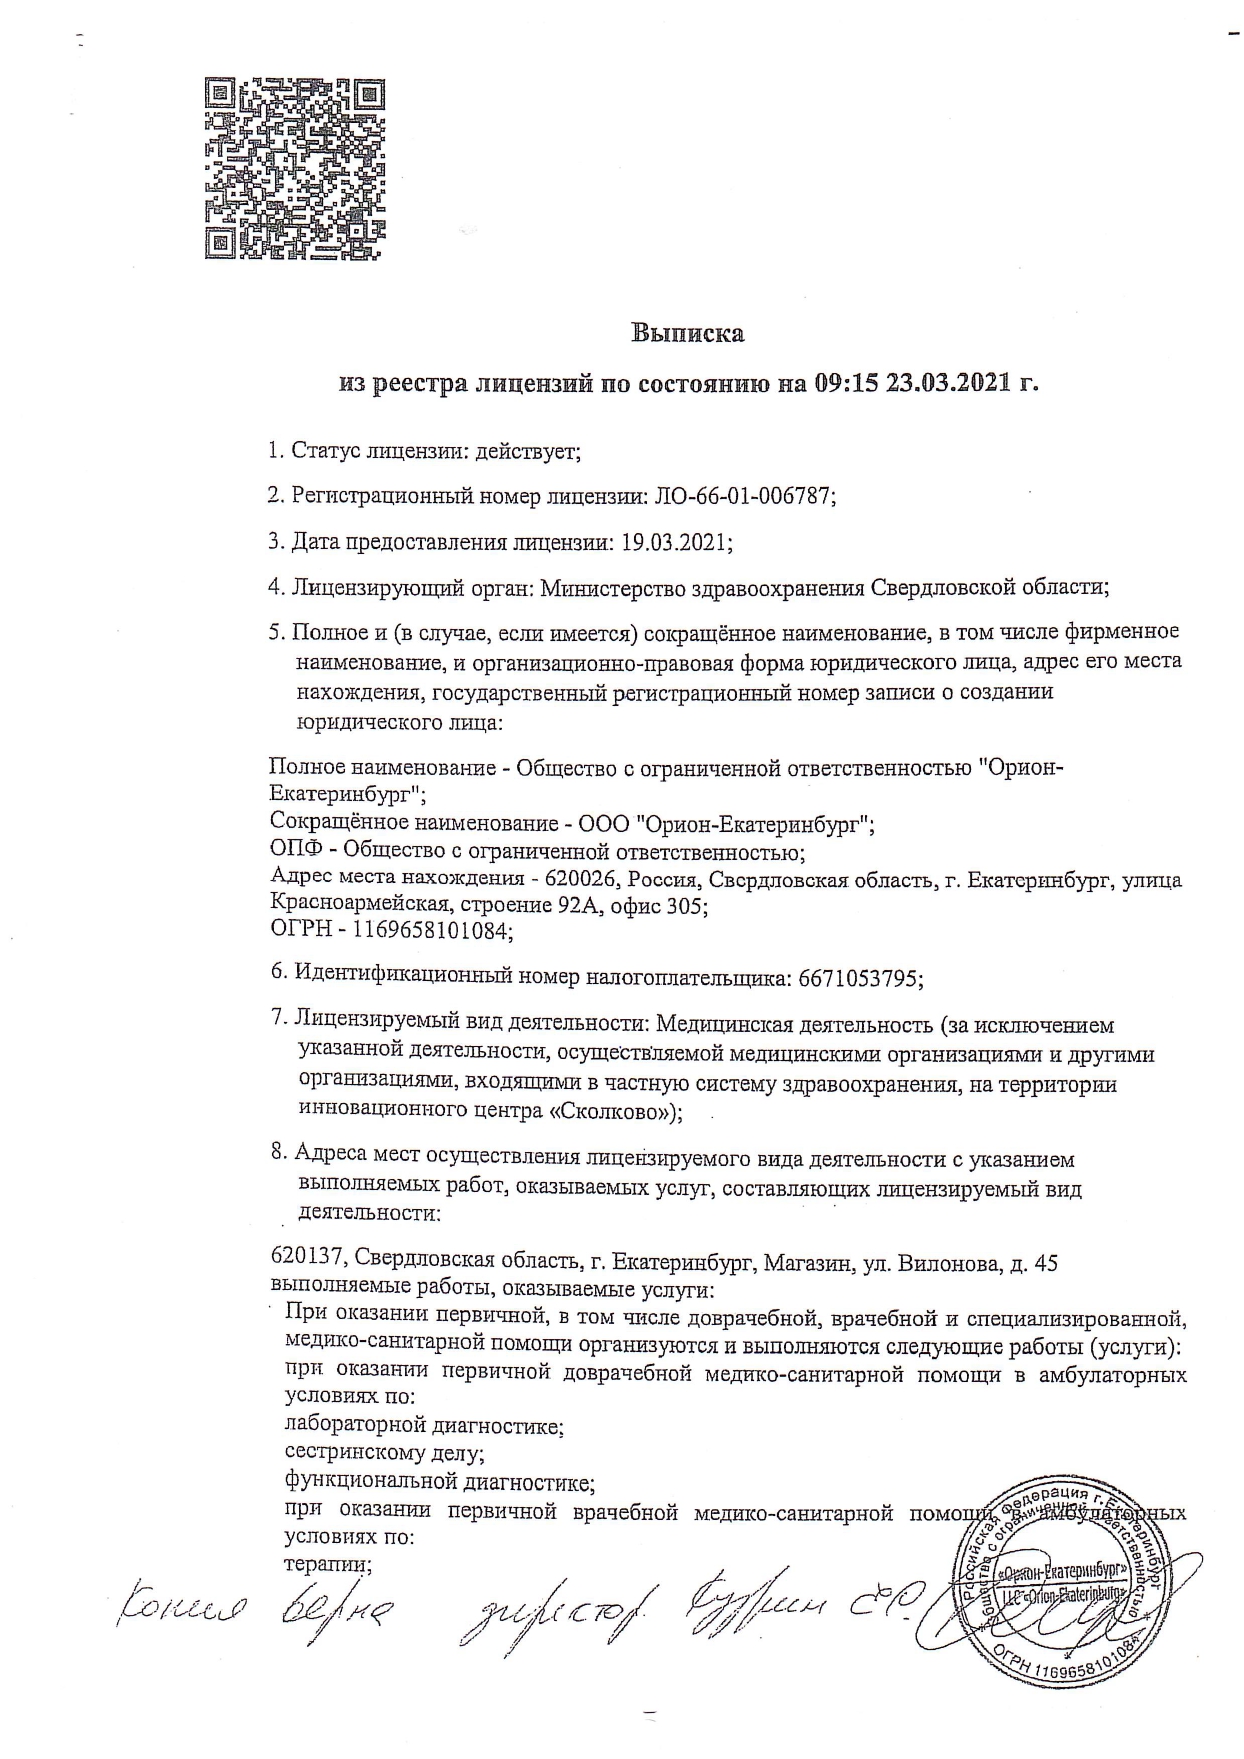 Выписка
из реестра лицензий по состоянию на 09:15 23.03.2021 г.
1. Статус лицензии: действует;
2. Регистрационный номер лицензии: ЛО-66-01-006787;
3. Дата предоставления лицензии: 19.03.2021;
4. Лицензирующий орган: Министерство здравоохранения Свердловской области;
5. Полное и (в случае, если имеется) сокращённое наименование, в том числе фирменное
наименование, и организационно-правовая форма юридического лица, адрес его места
нахождения, государственный регистрационный номер записи о создании
юридического лица:
Полное наименование - Общество с ограниченной ответственностью "Орион-
Екатеринбург";
Сокращённое наименование - ООО "Орион-Екатеринбург";
ОПФ - Общество с ограниченной ответственностью;
Адрес места нахождения - 620026, Россия, Свердловская область, г. Екатеринбург, улица
Красноармейская, строение 92А, офис 305;
ОГРН - 1169658101084;
6. Идентификационный номер налогоплательщика: 6671053795;
7. Лицензируемый вид деятельности: Медицинская деятельность (за исключением
указанной деятельности, осуществляемой медицинскими организациями и другими
организациями, входящими в частную систему здравоохранения, на территории
инновационного центра «Сколково»);
8. Адреса мест осуществления лицензируемого вида деятельности с указанием
выполняемых работ, оказываемых услуг, составляющих лицензируемый вид
деятельности:
620137, Свердловская область, г. Екатеринбург, Магазин, ул. Вилонова, д. 45
выполняемые работы, оказываемые услуги:
При оказании первичной, в том числе доврачебной, врачебной и специализированной,
медико-санитарной помощи организуются и выполняются следующие работы (услуги):
при оказании первичной доврачебной медико-санитарной помощи в амбулаторных
условиях по:
лабораторной диагностике;
сестринскому делу;
функциональной диагностике;
при оказании первичной врачебной медико-санитарной помощи в амбулаторных
условиях по:
терапии;
Копия верна директор
Российская Федерация г. Екатеринбург
Общество с ограниченной ответственностью
«Орион-Екатеринбург»
LLC «Orion-Ekaterinburg»
ОГРН 1169658101084